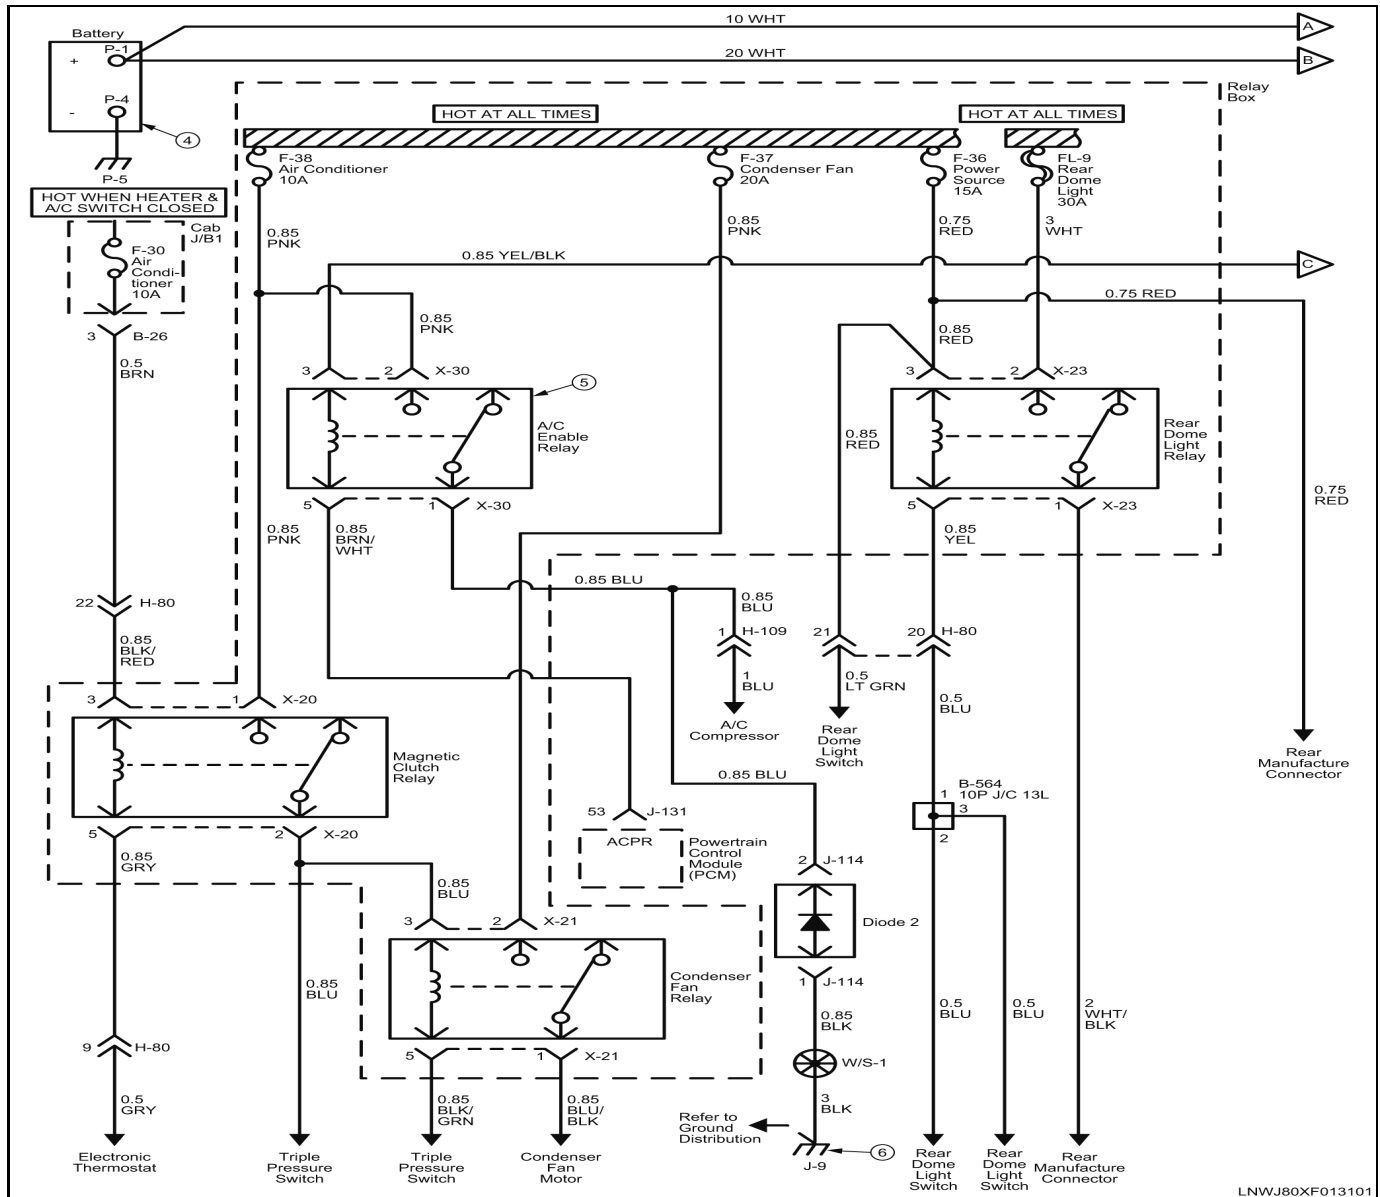 10 WHT
A
Battery
P-1
+
20 WHT
B
P-4
-
4
P-5
Relay
Box
HOT AT ALL TIMES
HOT AT ALL TIMES
F-38
Air Conditioner
10A
F-37
Condenser Fan
20A
F-36
Power
Source
15A
FL-9
Rear
Dome
Light
30A
HOT WHEN HEATER &
A/C SWITCH CLOSED
Cab
J/B1
F-30
Air
Condi-
tioner
10A
3
B-26
0.5
BRN
0.85
PNK
0.85
PNK
0.75
RED
3
WHT
0.85 YEL/BLK
C
0.75 RED
0.85
PNK
0.85
RED
3
2
X-30
3
2
X-23
5
A/C
Enable
Relay
0.85
RED
Rear
Dome
Light
Relay
5
1
X-30
5
1
X-23
0.75
RED
0.85
PNK
0.85
BRN/
WHT
0.85
YEL
0.85 BLU
0.85
BLU
22
H-80
1
H-109
21
20
H-80
0.85
BLK/
RED
1
BLU
0.5
LT GRN
0.5
BLU
3
1
X-20
A/C
Compressor
Rear
Dome
Light
Switch
Rear
Manufacture
Connector
Magnetic
Clutch
Relay
0.85 BLU
B-564
10P J/C 13L
1
3
2
5
2
X-20
53
J-131
ACPR
Powertrain
Control
Module
(PCM)
0.85
GRY
0.85
BLU
2
J-114
3
2
X-21
Diode 2
Condenser
Fan
Relay
1
J-114
0.85
BLU
0.85
BLK
0.5
BLU
0.5
BLU
2
WHT/
BLK
9
H-80
5
1
X-21
W/S-1
0.5
GRY
0.85
BLK/
GRN
0.85
BLU/
BLK
3
BLK
Refer to
Ground
Distribution
6
J-9
Electronic
Thermostat
Triple
Pressure
Switch
Triple
Pressure
Switch
Condenser
Fan
Motor
Rear
Dome
Light
Switch
Rear
Dome
Light
Switch
Rear
Manufacture
Connector
LNWJ80XF013101